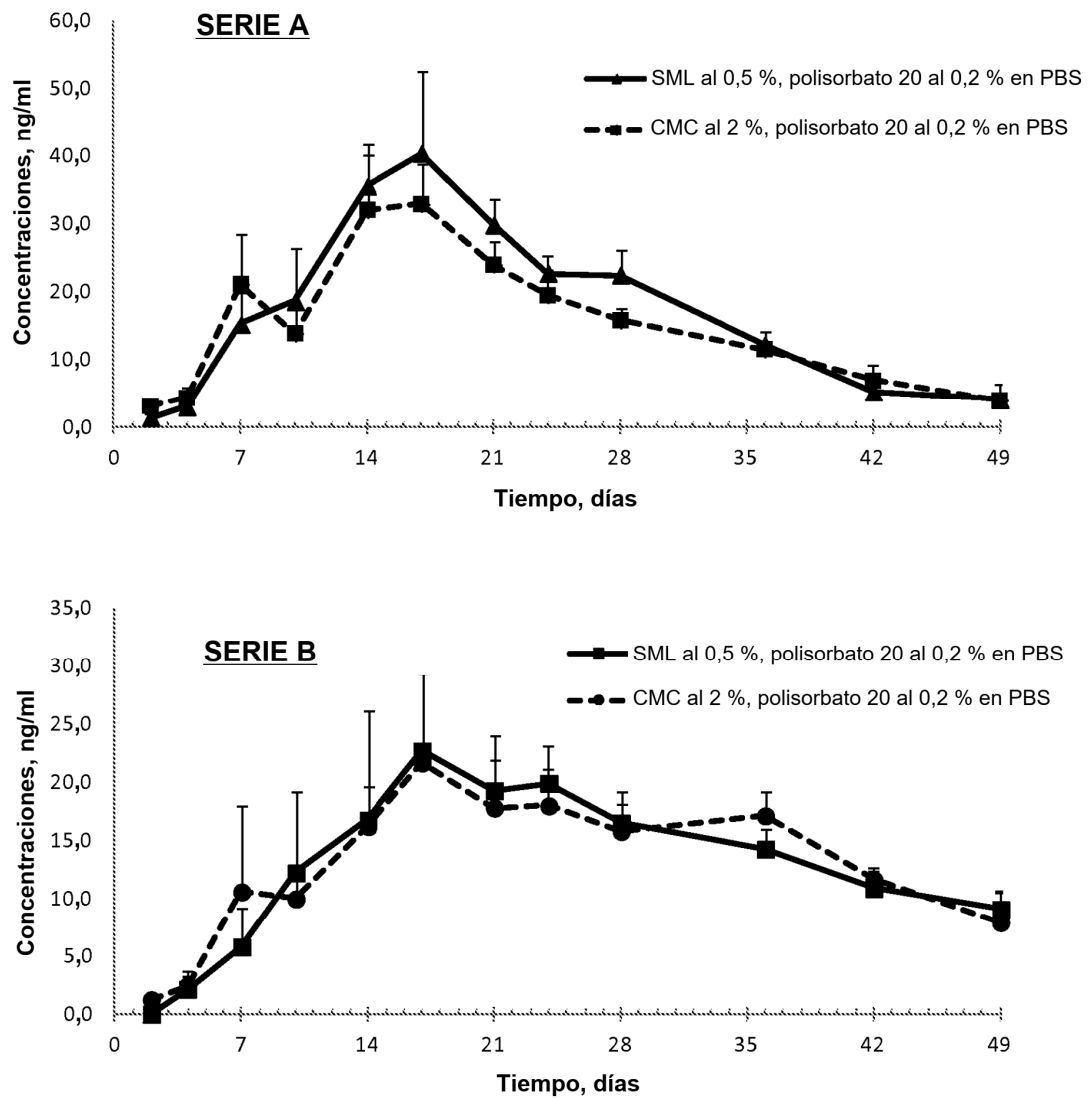 SERIE A
60,0
50,0
40,0
30,0
20,0
10,0
0,0
Concentraciones, ng/ml
SML al 0,5 %, polisorbato 20 al 0,2 % en PBS
CMC al 2 %, polisorbato 20 al 0,2 % en PBS
0 7 14 21 28 35 42 49
Tiempo, días
SERIE B
35,0
30,0
25,0
20,0
15,0
10,0
5,0
0,0
Concentraciones, ng/ml
SML al 0,5 %, polisorbato 20 al 0,2 % en PBS
CMC al 2 %, polisorbato 20 al 0,2 % en PBS
0 7 14 21 28 35 42 49
Tiempo, días